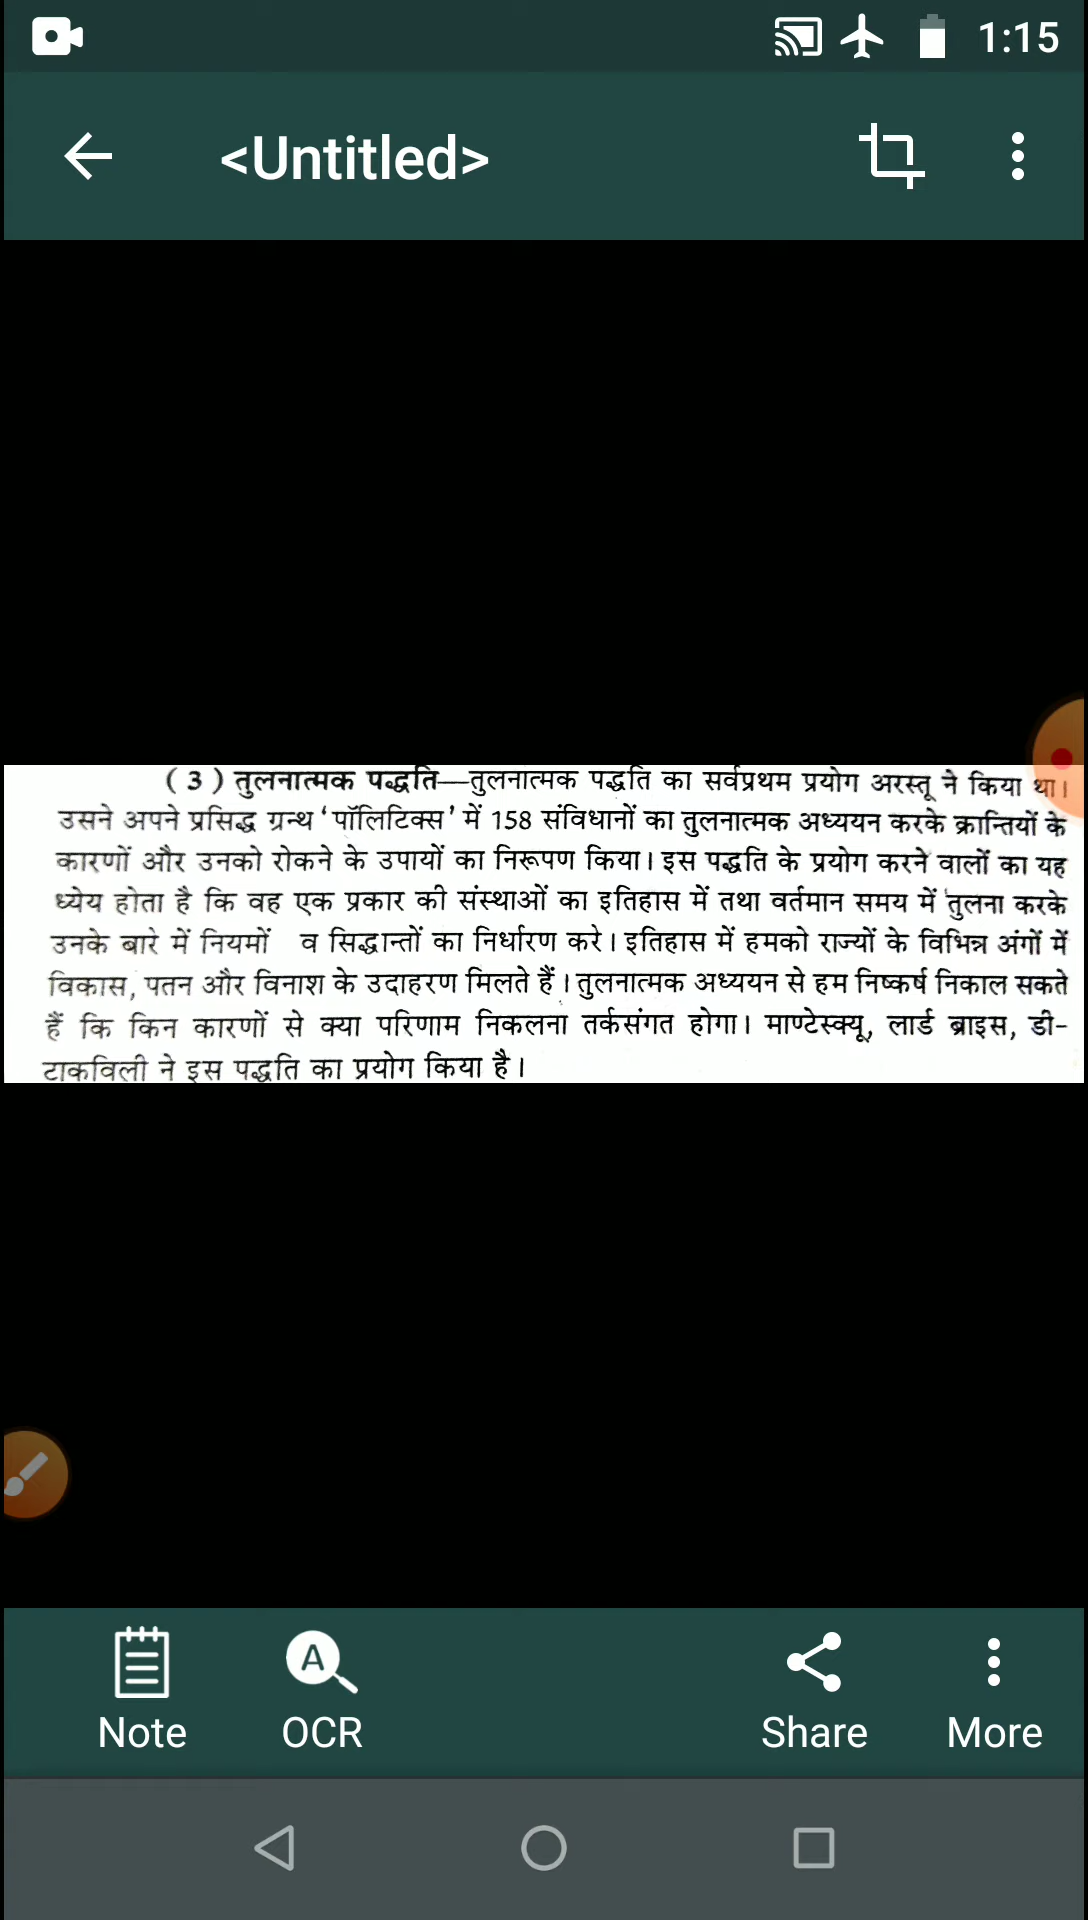 1:15
<Untitled>
( 3 ) तुलनात्मक पद्धति—तुलनात्मक पद्धति का सर्वप्रथम प्रयोग अरस्तू ने किया था।
उसने अपने प्रसिद्ध ग्रन्थ ‘पॉलिटिक्स’ में 158 संविधानों का तुलनात्मक अध्ययन करके क्रान्तियों के
कारणों और उनको रोकने के उपायों का निरूपण किया। इस पद्धति के प्रयोग करने वालों का यह
ध्येय होता है कि वह एक प्रकार की संस्थाओं का इतिहास में तथा वर्तमान समय में तुलना करके
उनके बारे में नियमों व सिद्धान्तों का निर्धारण करे। इतिहास में हमको राज्यों के विभिन्न अंगों में
विकास, पतन और विनाश के उदाहरण मिलते हैं। तुलनात्मक अध्ययन से हम निष्कर्ष निकाल सकते
हैं कि किन कारणों से क्या परिणाम निकलना तर्कसंगत होगा। माण्टेस्क्यू, लार्ड ब्राइस, डी-
टाकविली ने इस पद्धति का प्रयोग किया है।
Note OCR Share More